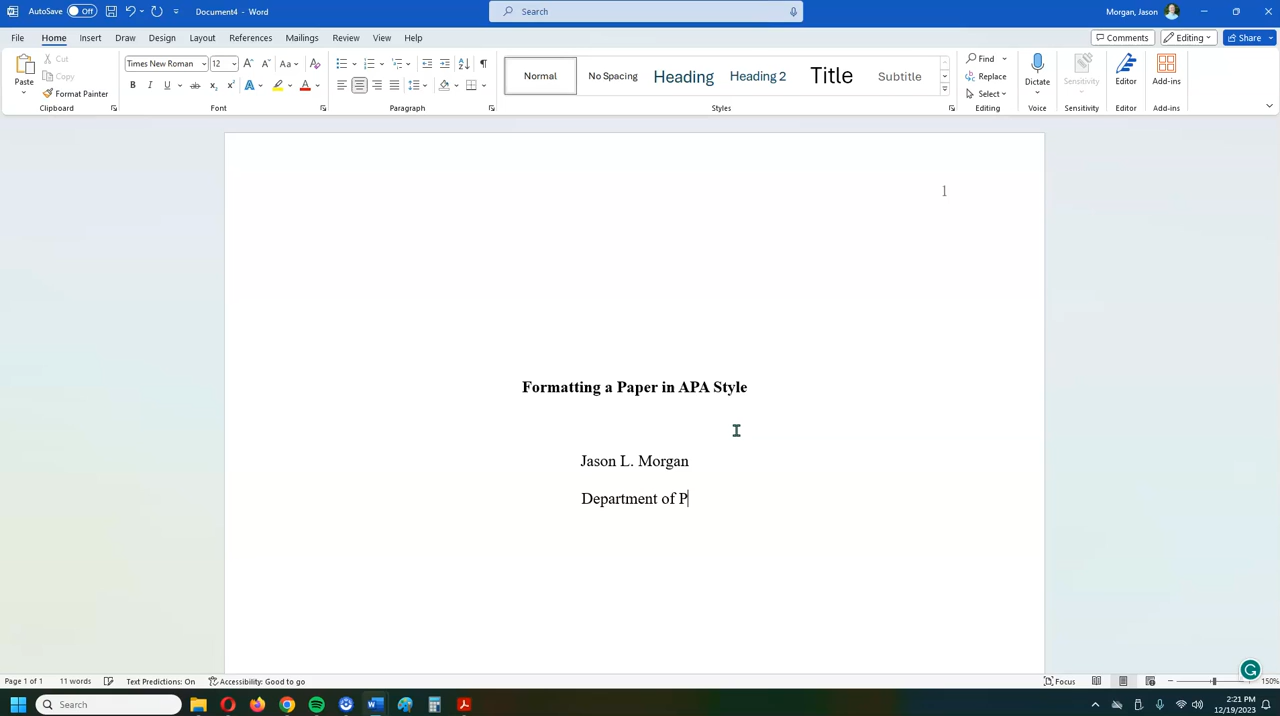 AutoSave Off Document4 - Word Search Morgan, Jason
File Home Insert Draw Design Layout References Mailings Review View Help Comments Editing Share
Paste Cut Copy Format Painter Clipboard
Times New Roman 12 Font
Paragraph
Normal No Spacing Heading Heading 2 Title Subtitle Styles
Find Replace Select Editing
Dictate Voice
Sensitivity Sensitivity
Editor Editor
Add-ins Add-ins
1
Formatting a Paper in APA Style
Jason L. Morgan
Department of P
Page 1 of 1 11 words Text Predictions: On Accessibility: Good to go Focus 150%
Search 2:21 PM
12/19/2023